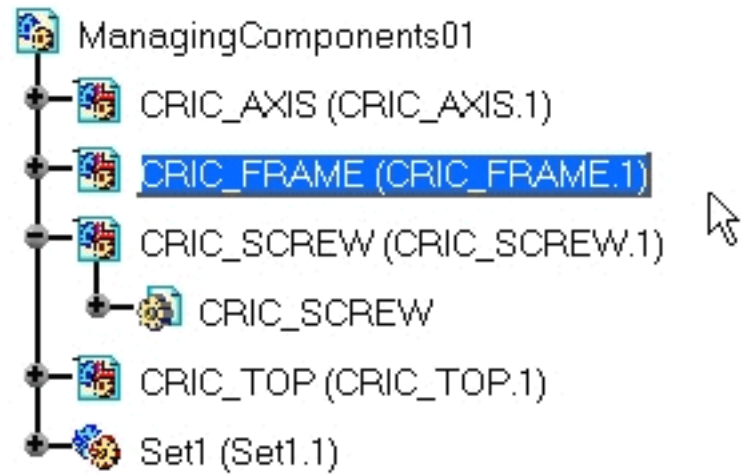 ManagingComponents01
CRIC_AXIS (CRIC_AXIS.1)
CRIC_FRAME (CRIC_FRAME.1)
CRIC_SCREW (CRIC_SCREW.1)
CRIC_SCREW
CRIC_TOP (CRIC_TOP.1)
Set1 (Set1.1)